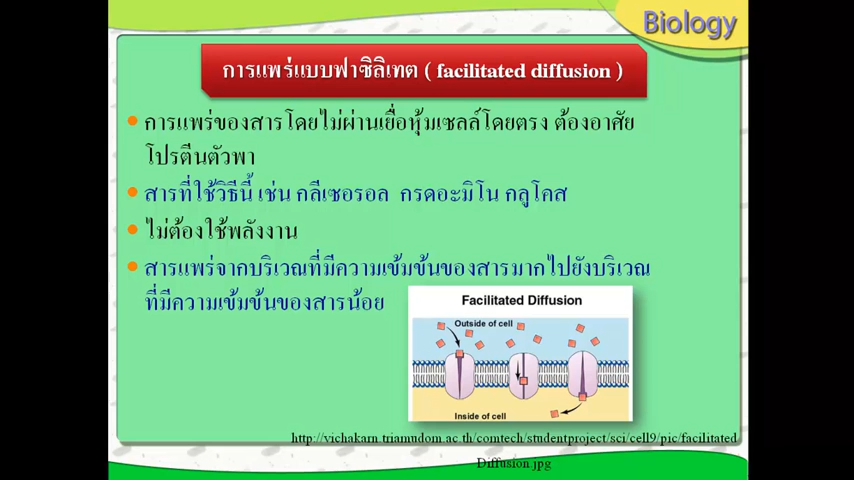 Biology
การแพร่แบบฟาซิลิเทต ( facilitated diffusion )
การแพร่ของสารโดยไม่ผ่านเยื่อหุ้มเซลล์โดยตรง ต้องอาศัย
โปรตีนตัวพา
สารที่ใช้วิธีนี้ เช่น กลีเซอรอล กรดอะมิโน กลูโคส
ไม่ต้องใช้พลังงาน
สารแพร่จากบริเวณที่มีความเข้มข้นของสารมากไปยังบริเวณ
ที่มีความเข้มข้นของสารน้อย
Facilitated Diffusion
Outside of cell
Inside of cell
http://vichakarn.triamudom.ac.th/comtech/studentproject/sci/cell9/pic/facilitated
Diffusion.jpg